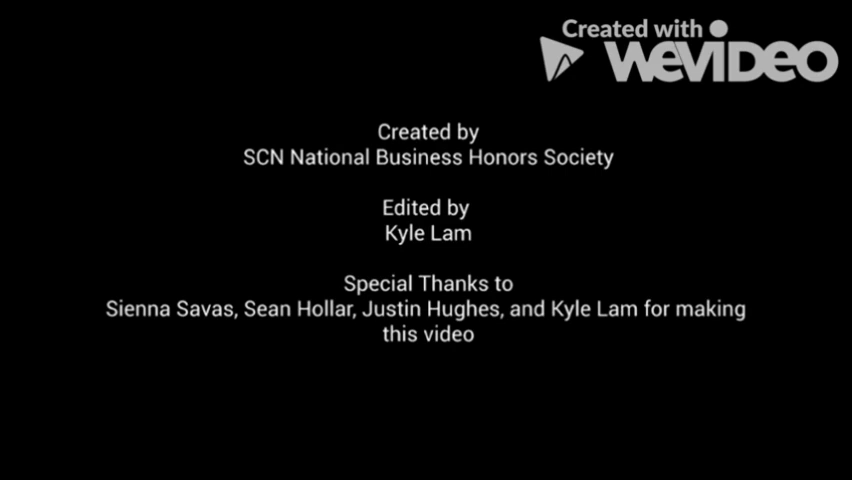 Created with
WEVIDEO
Created by
SCN National Business Honors Society
Edited by
Kyle Lam
Special Thanks to
Sienna Savas, Sean Hollar, Justin Hughes, and Kyle Lam for making
this video